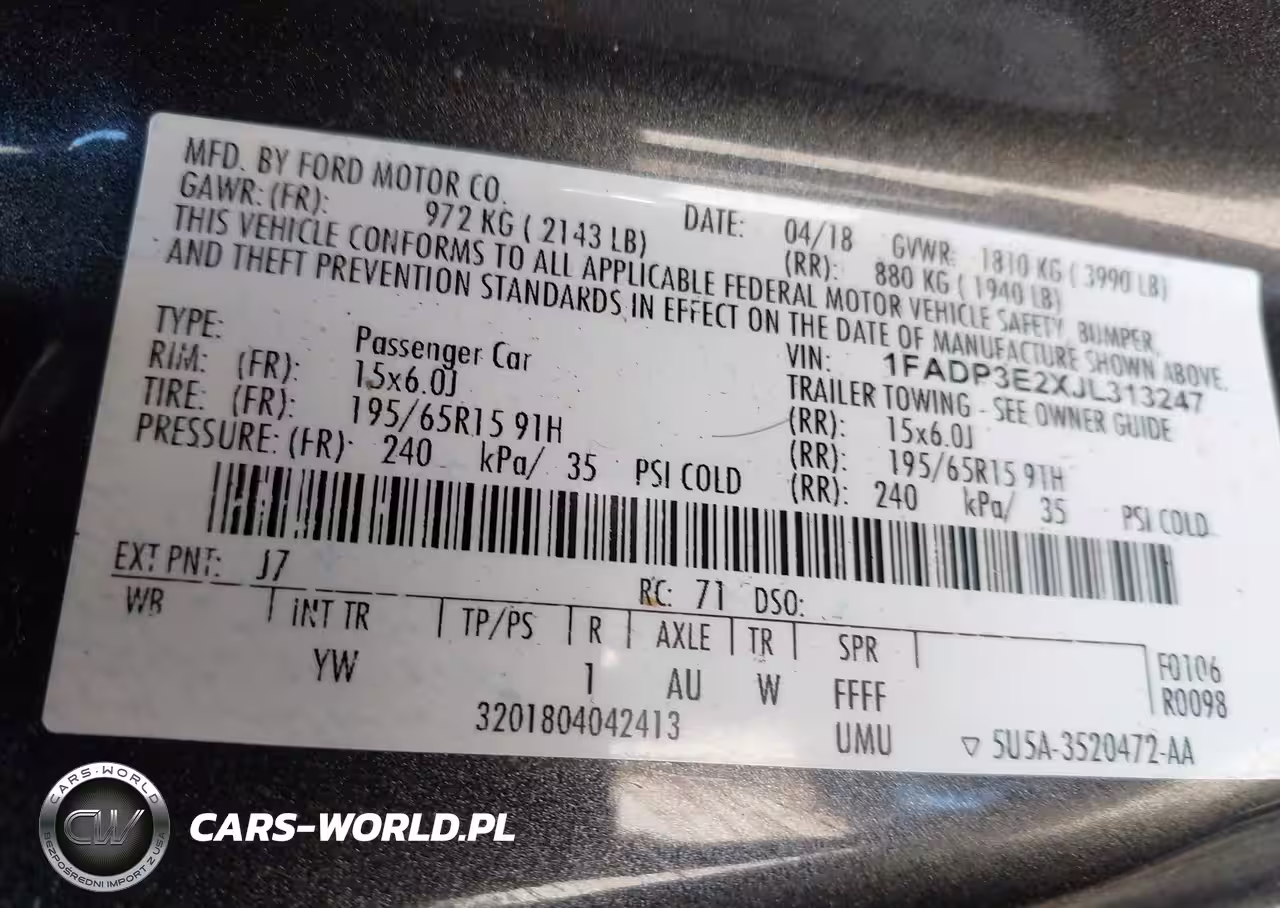 MFD. BY FORD MOTOR CO. DATE: 04/18 GVWR: 1810 KG ( 3990 LB)
GAWR: (FR): 972 KG ( 2143 LB) (RR): 880 KG ( 1940 LB)
THIS VEHICLE CONFORMS TO ALL APPLICABLE FEDERAL MOTOR VEHICLE SAFETY, BUMPER,
AND THEFT PREVENTION STANDARDS IN EFFECT ON THE DATE OF MANUFACTURE SHOWN ABOVE.
VIN: 1FADP3E2XJL313247
TYPE: Passenger Car TRAILER TOWING - SEE OWNER GUIDE
RIM: (FR): 15x6.0J (RR): 15x6.0J
TIRE: (FR): 195/65R15 91H (RR): 195/65R15 91H
PRESSURE: (FR): 240 kPa/ 35 PSI COLD (RR): 240 kPa/ 35 PSI COLD
EXT PNT: J7 RC: 71 DSO:
WB INT TR TP/PS R AXLE TR SPR F0106
YW 1 AU W FFFF R0098
3201804042413 UMU ▽ 5U5A-3520472-AA
CARS-WORLD
CW
BEZPOŚREDNI IMPORT Z USA
CARS-WORLD.PL